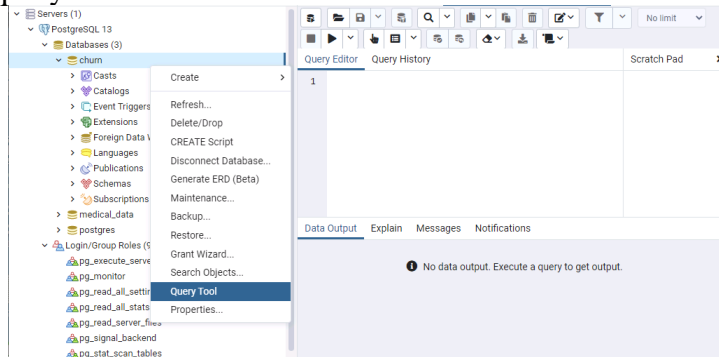 Servers (1)
PostgreSQL 13
Databases (3)
churn
Casts
Catalogs
Event Triggers
Extensions
Foreign Data
Languages
Publications
Schemas
Subscriptions
medical_data
postgres
Login/Group Roles (9
pg_execute_serve
pg_monitor
pg_read_all_settin
pg_read_all_stats
pg_read_server_files
pg_signal_backend
pg_stat_scan_tables
Create
Refresh...
Delete/Drop
CREATE Script
Disconnect Database...
Generate ERD (Beta)
Maintenance...
Backup...
Restore...
Grant Wizard...
Search Objects...
Query Tool
Properties...
No limit
Query Editor Query History
Scratch Pad
1
Data Output Explain Messages Notifications
No data output. Execute a query to get output.